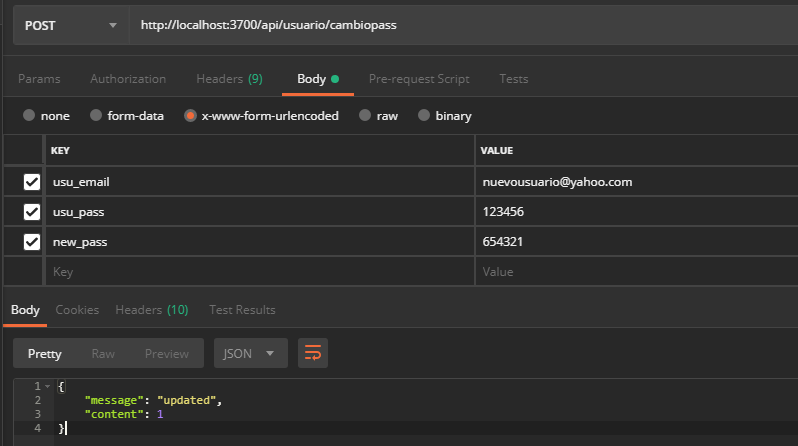 POST http://localhost:3700/api/usuario/cambiopass
Params Authorization Headers (9) Body Pre-request Script Tests
none form-data x-www-form-urlencoded raw binary
KEY VALUE
usu_email nuevousuario@yahoo.com
usu_pass 123456
new_pass 654321
Key Value
Body Cookies Headers (10) Test Results
Pretty Raw Preview JSON
1 {
2 "message": "updated",
3 "content": 1
4 }